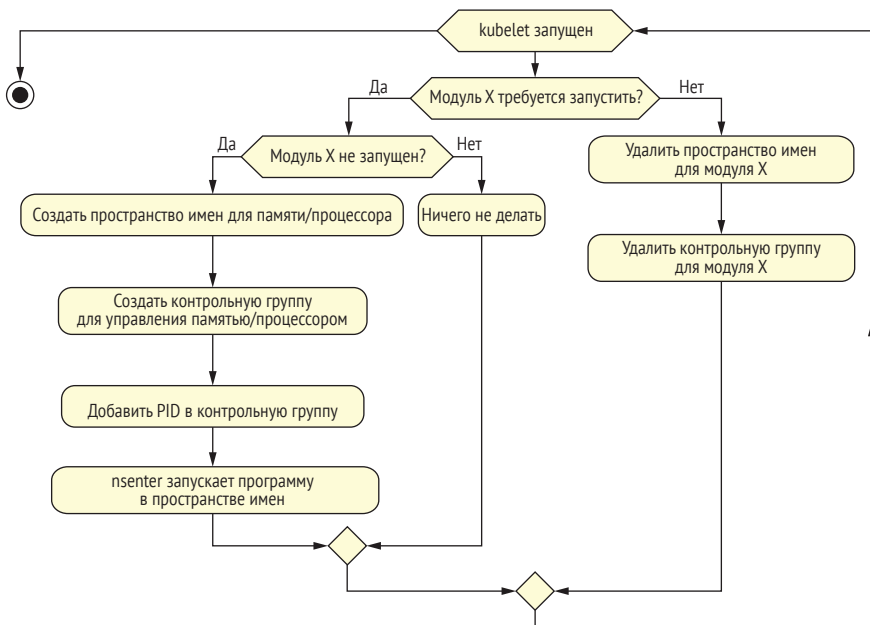 kubelet запущен
Да
Модуль X требуется запустить?
Нет
Да
Модуль X не запущен?
Нет
Удалить пространство имен
для модуля X
Создать пространство имен для памяти/процессора
Ничего не делать
Удалить контрольную группу
для модуля X
Создать контрольную группу
для управления памятью/процессором
Добавить PID в контрольную группу
nsenter запускает программу
в пространстве имен